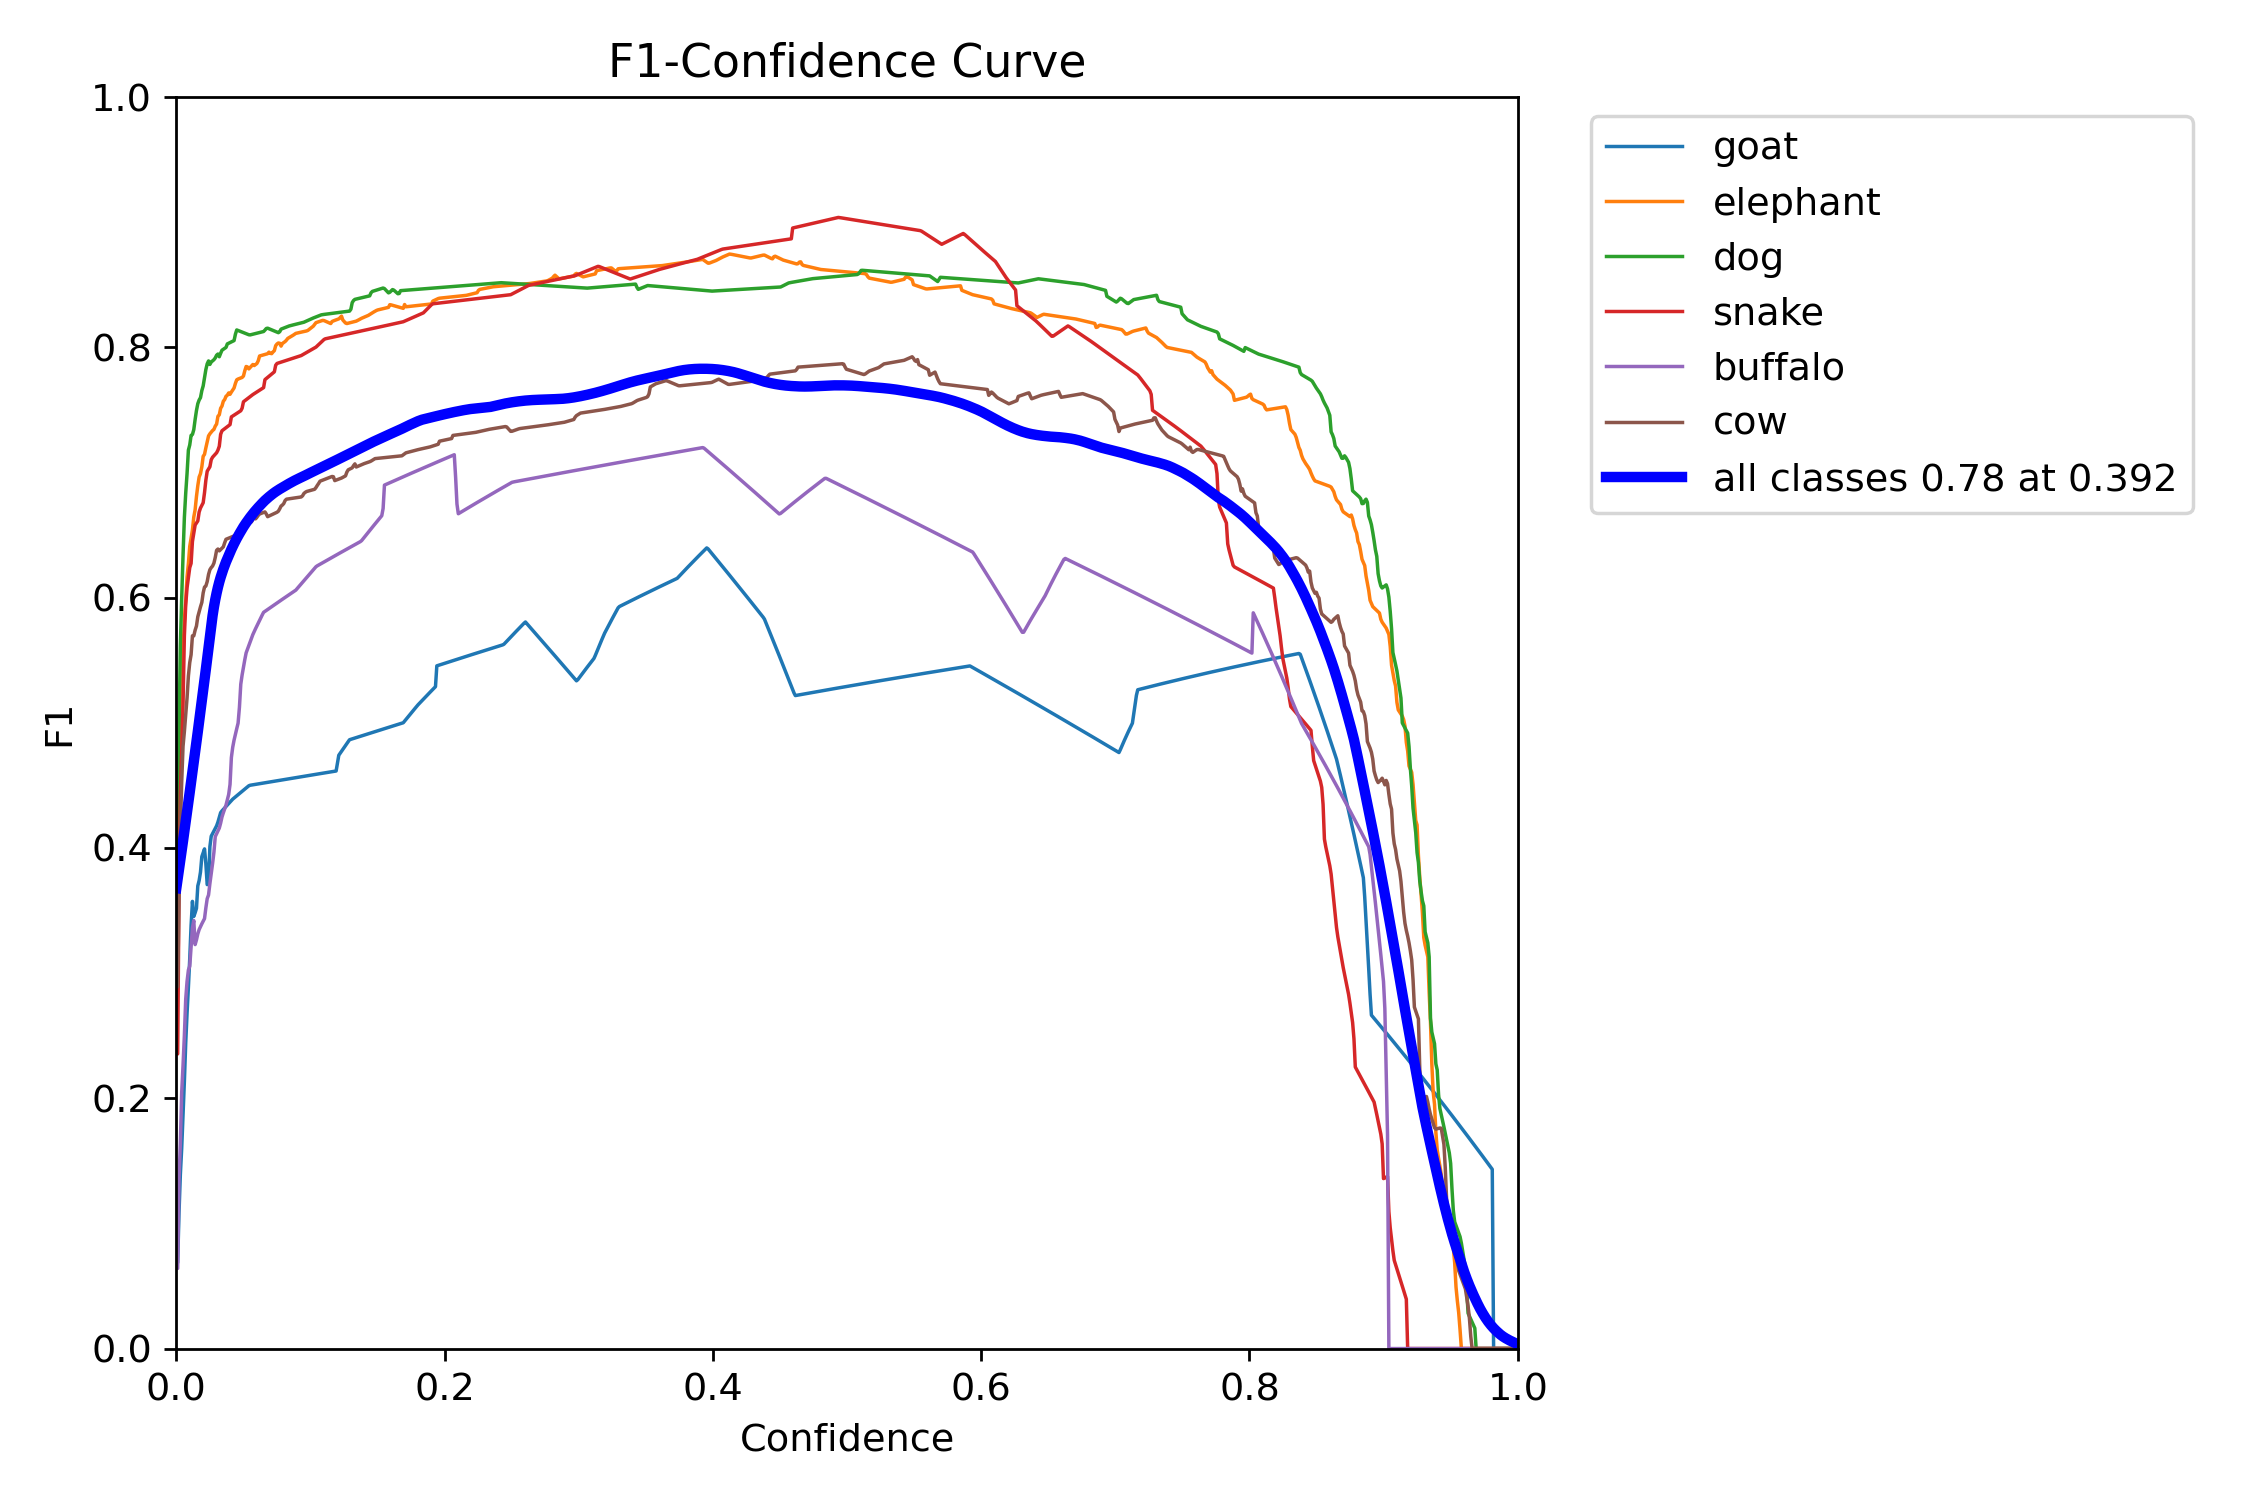 F1-Confidence Curve
1.0
0.8
0.6
0.4
0.2
0.0
F1
0.0 0.2 0.4 0.6 0.8 1.0
Confidence
goat
elephant
dog
snake
buffalo
cow
all classes 0.78 at 0.392